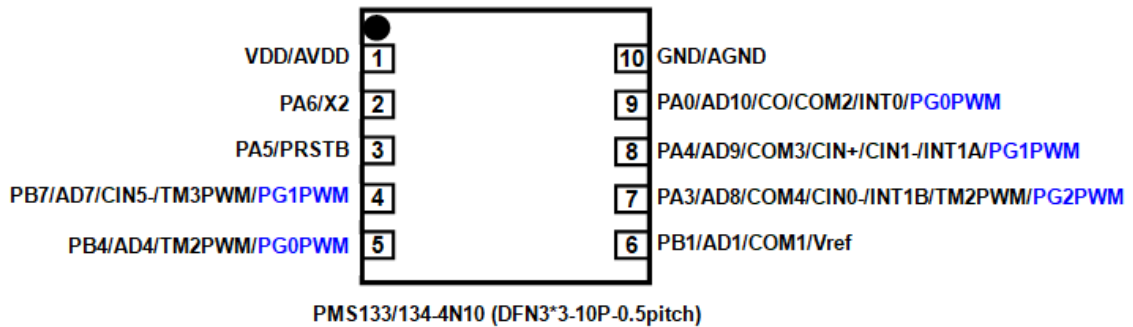 VDD/AVDD 1 10 GND/AGND
PA6/X2 2 9 PA0/AD10/CO/COM2/INT0/PG0PWM
PA5/PRSTB 3 8 PA4/AD9/COM3/CIN+/CIN1-/INT1A/PG1PWM
PB7/AD7/CIN5-/TM3PWM/PG1PWM 4 7 PA3/AD8/COM4/CIN0-/INT1B/TM2PWM/PG2PWM
PB4/AD4/TM2PWM/PG0PWM 5 6 PB1/AD1/COM1/Vref
PMS133/134-4N10 (DFN3*3-10P-0.5pitch)